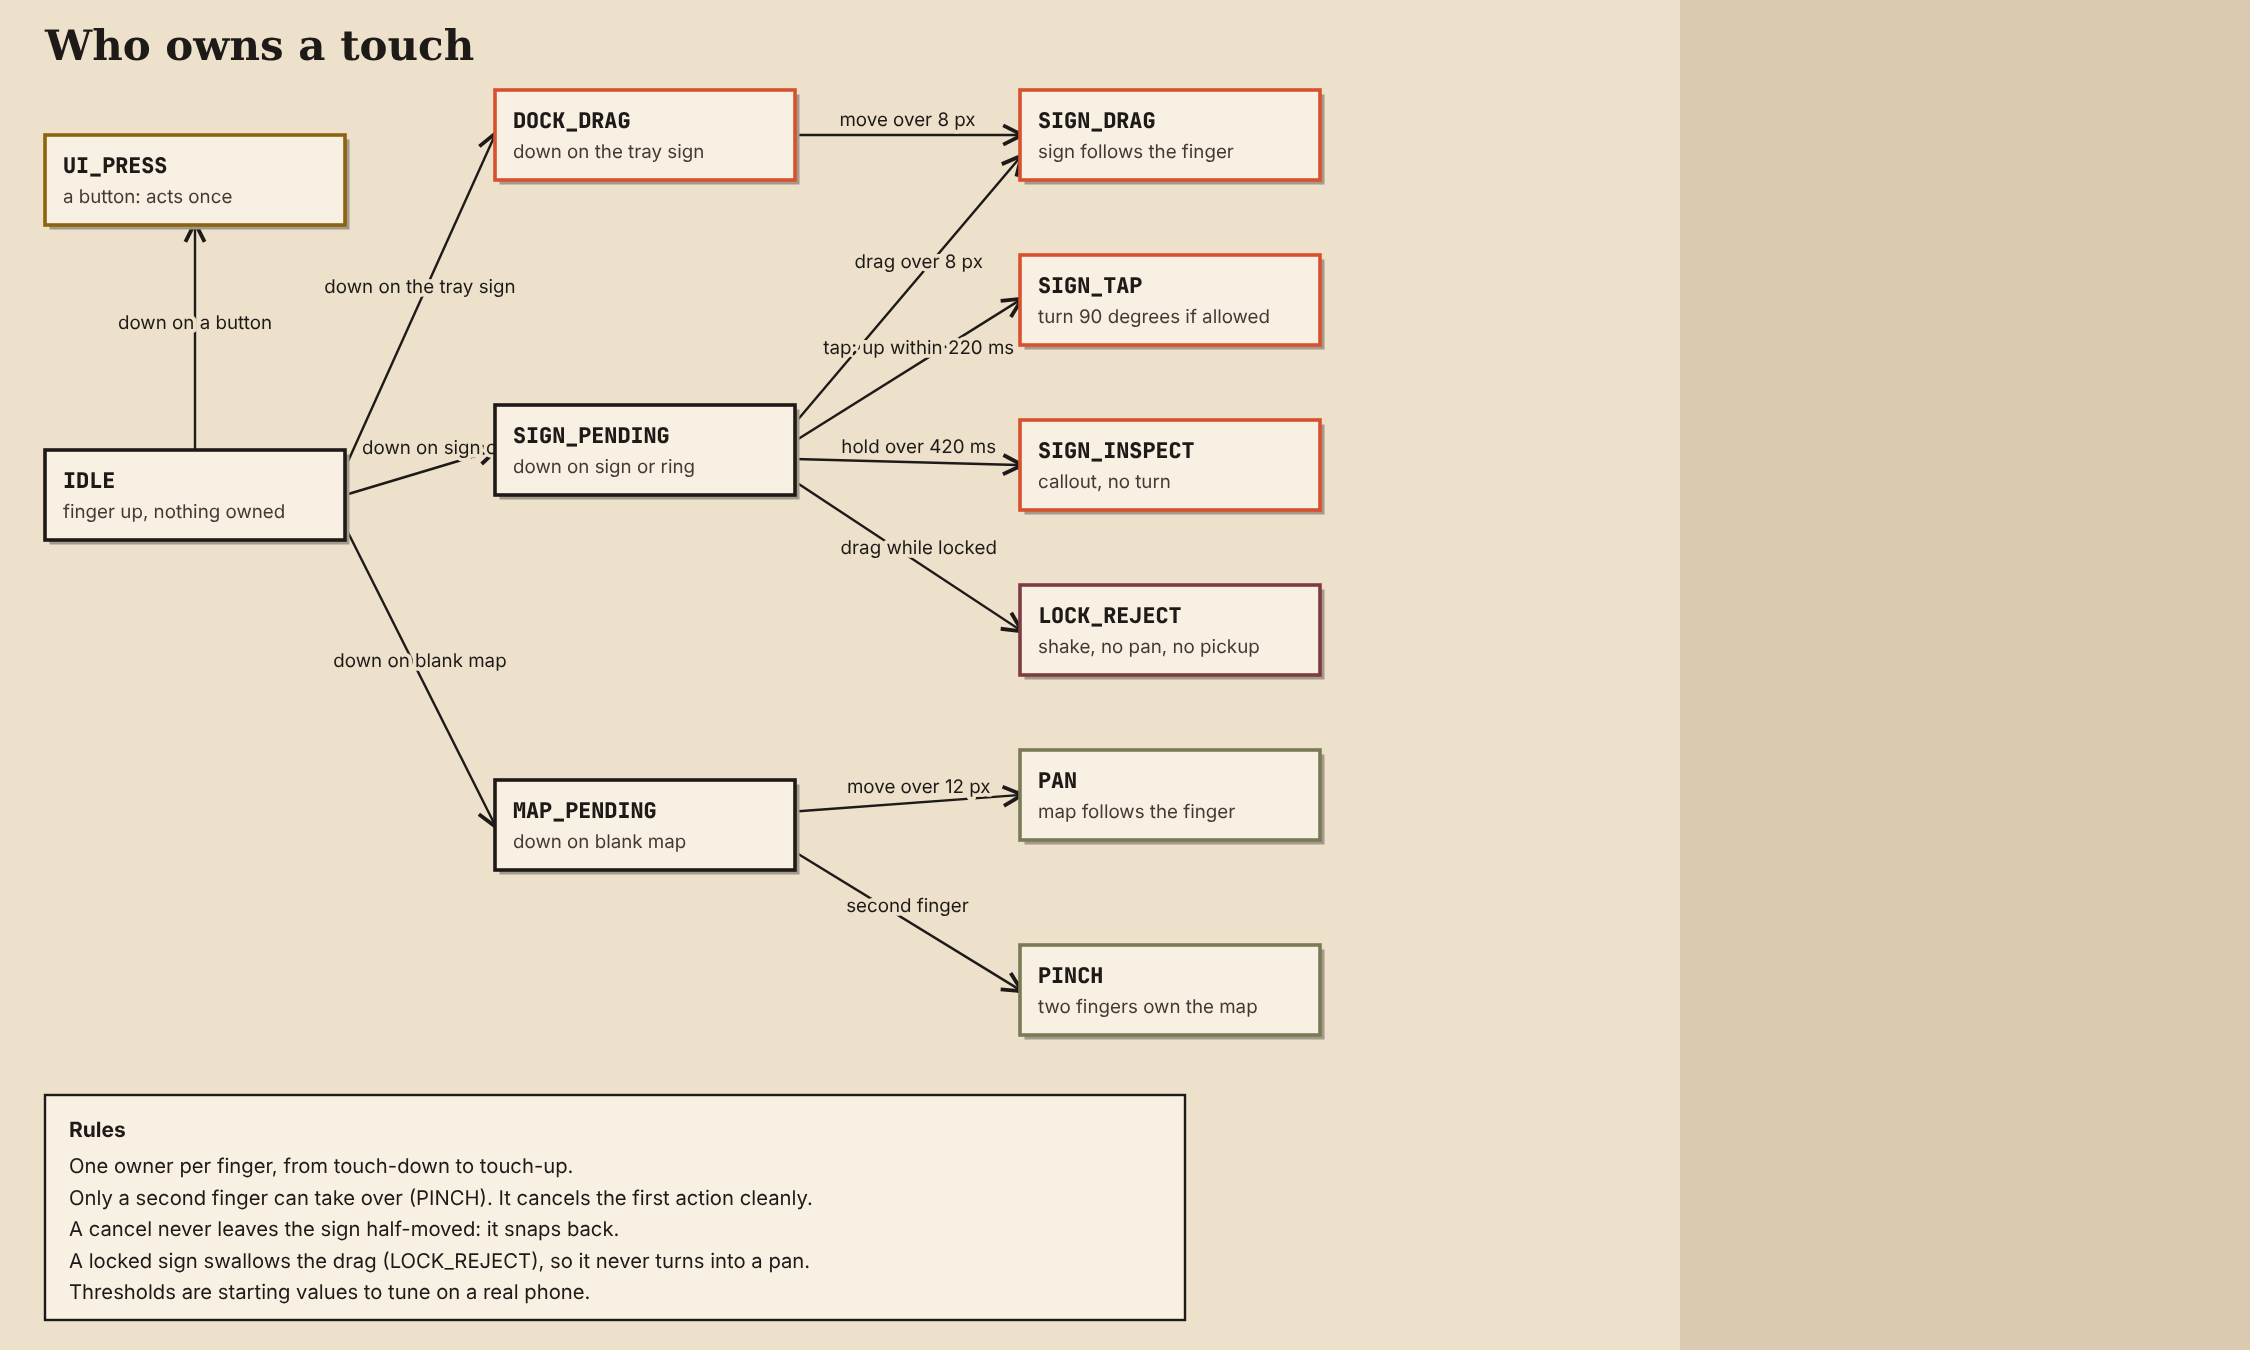 Who owns a touch
DOCK_DRAG
down on the tray sign
move over 8 px
SIGN_DRAG
sign follows the finger
UI_PRESS
a button: acts once
drag over 8 px
down on the tray sign
SIGN_TAP
turn 90 degrees if allowed
down on a button
tap: up within 220 ms
SIGN_PENDING
down on sign or ring
down on sign
hold over 420 ms
SIGN_INSPECT
callout, no turn
IDLE
finger up, nothing owned
drag while locked
LOCK_REJECT
shake, no pan, no pickup
down on blank map
MAP_PENDING
down on blank map
move over 12 px
PAN
map follows the finger
second finger
PINCH
two fingers own the map
Rules
One owner per finger, from touch-down to touch-up.
Only a second finger can take over (PINCH). It cancels the first action cleanly.
A cancel never leaves the sign half-moved: it snaps back.
A locked sign swallows the drag (LOCK_REJECT), so it never turns into a pan.
Thresholds are starting values to tune on a real phone.